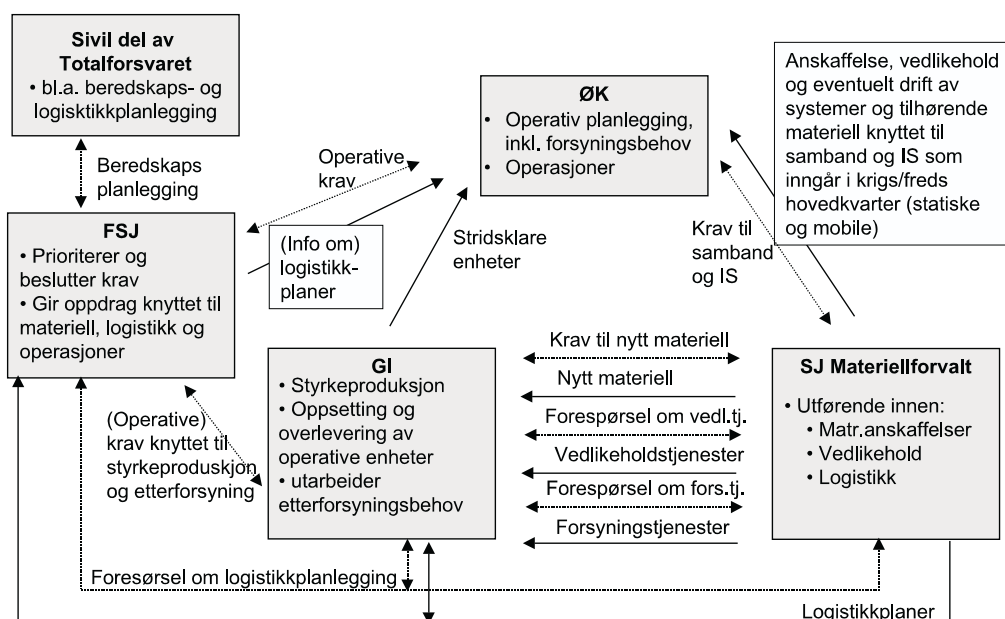 Sivil del av
Totalforsvaret
• bl.a. beredskaps- og
logisktikkplanlegging
Beredskaps
planlegging
FSJ
• Prioriterer og
beslutter krav
• Gir oppdrag knyttet til
materiell, logistikk og
operasjoner
Operative
krav
(Info om)
logistikk-
planer
ØK
• Operativ planlegging,
inkl. forsyningsbehov
• Operasjoner
Stridsklare
enheter
Anskaffelse, vedlikehold
og eventuelt drift av
systemer og tilhørende
materiell knyttet til
samband og IS som
inngår i krigs/freds
hovedkvarter (statiske
og mobile)
Krav til
samband
og IS
(Operative)
krav knyttet til
styrkeproduskjon
og etterforsyning
GI
• Styrkeproduksjon
• Oppsetting og
overlevering av
operative enheter
• utarbeider
etterforsyningsbehov
Krav til nytt materiell
Nytt materiell
Forespørsel om vedl.tj.
Vedlikeholdstjenester
Forespørsel om fors.tj.
Forsyningstjenester
SJ Materiellforvalt
• Utførende innen:
• Matr.anskaffelser
• Vedlikehold
• Logistikk
Foresørsel om logistikkplanlegging
Logistikkplaner